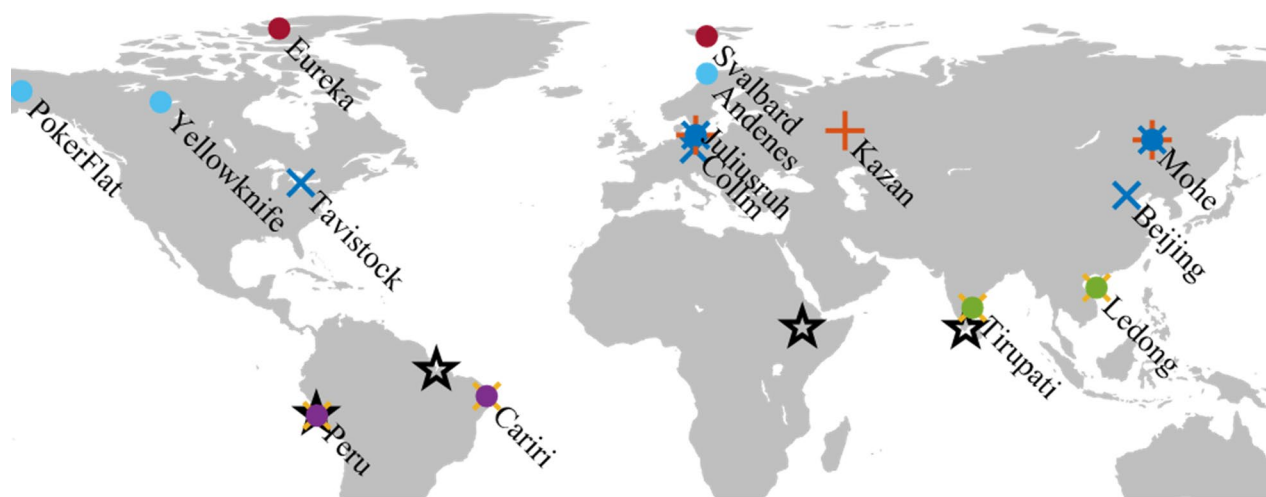 Eureka
Svalbard
Andenes
PokerFlat
Yellowknife
Juliusruh
Collm
Kazan
Mohe
Tavistock
Beijing
Ledong
Tirupati
Cariri
Peru